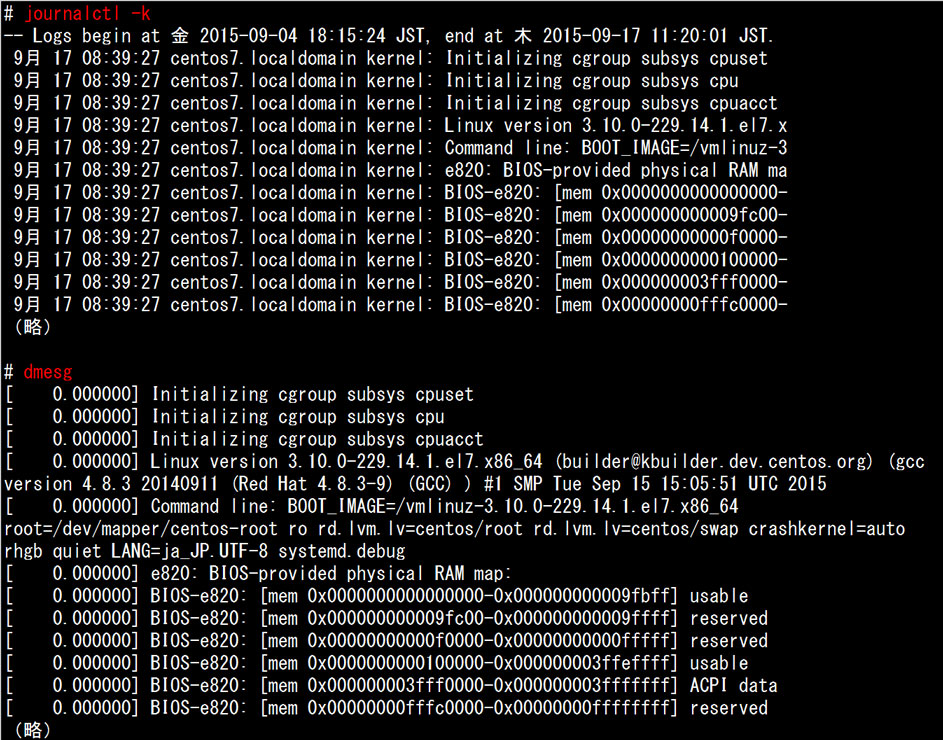 # journalctl -k
-- Logs begin at 金 2015-09-04 18:15:24 JST, end at 木 2015-09-17 11:20:01 JST.
9月 17 08:39:27 centos7.localdomain kernel: Initializing cgroup subsys cpuset
9月 17 08:39:27 centos7.localdomain kernel: Initializing cgroup subsys cpu
9月 17 08:39:27 centos7.localdomain kernel: Initializing cgroup subsys cpuacct
9月 17 08:39:27 centos7.localdomain kernel: Linux version 3.10.0-229.14.1.el7.x
9月 17 08:39:27 centos7.localdomain kernel: Command line: BOOT_IMAGE=/vmlinuz-3
9月 17 08:39:27 centos7.localdomain kernel: e820: BIOS-provided physical RAM ma
9月 17 08:39:27 centos7.localdomain kernel: BIOS-e820: [mem 0x0000000000000000-
9月 17 08:39:27 centos7.localdomain kernel: BIOS-e820: [mem 0x000000000009fc00-
9月 17 08:39:27 centos7.localdomain kernel: BIOS-e820: [mem 0x00000000000f0000-
9月 17 08:39:27 centos7.localdomain kernel: BIOS-e820: [mem 0x0000000000100000-
9月 17 08:39:27 centos7.localdomain kernel: BIOS-e820: [mem 0x000000003fff0000-
9月 17 08:39:27 centos7.localdomain kernel: BIOS-e820: [mem 0x00000000fffc0000-
（略）
# dmesg
[    0.000000] Initializing cgroup subsys cpuset
[    0.000000] Initializing cgroup subsys cpu
[    0.000000] Initializing cgroup subsys cpuacct
[    0.000000] Linux version 3.10.0-229.14.1.el7.x86_64 (builder@kbuilder.dev.centos.org) (gcc
version 4.8.3 20140911 (Red Hat 4.8.3-9) (GCC) ) #1 SMP Tue Sep 15 15:05:51 UTC 2015
[    0.000000] Command line: BOOT_IMAGE=/vmlinuz-3.10.0-229.14.1.el7.x86_64
root=/dev/mapper/centos-root ro rd.lvm.lv=centos/root rd.lvm.lv=centos/swap crashkernel=auto
rhgb quiet LANG=ja_JP.UTF-8 systemd.debug
[    0.000000] e820: BIOS-provided physical RAM map:
[    0.000000] BIOS-e820: [mem 0x0000000000000000-0x000000000009fbff] usable
[    0.000000] BIOS-e820: [mem 0x000000000009fc00-0x000000000009ffff] reserved
[    0.000000] BIOS-e820: [mem 0x00000000000f0000-0x00000000000fffff] reserved
[    0.000000] BIOS-e820: [mem 0x0000000000100000-0x000000003ffeffff] usable
[    0.000000] BIOS-e820: [mem 0x000000003fff0000-0x000000003fffffff] ACPI data
[    0.000000] BIOS-e820: [mem 0x00000000fffc0000-0x00000000ffffffff] reserved
（略）